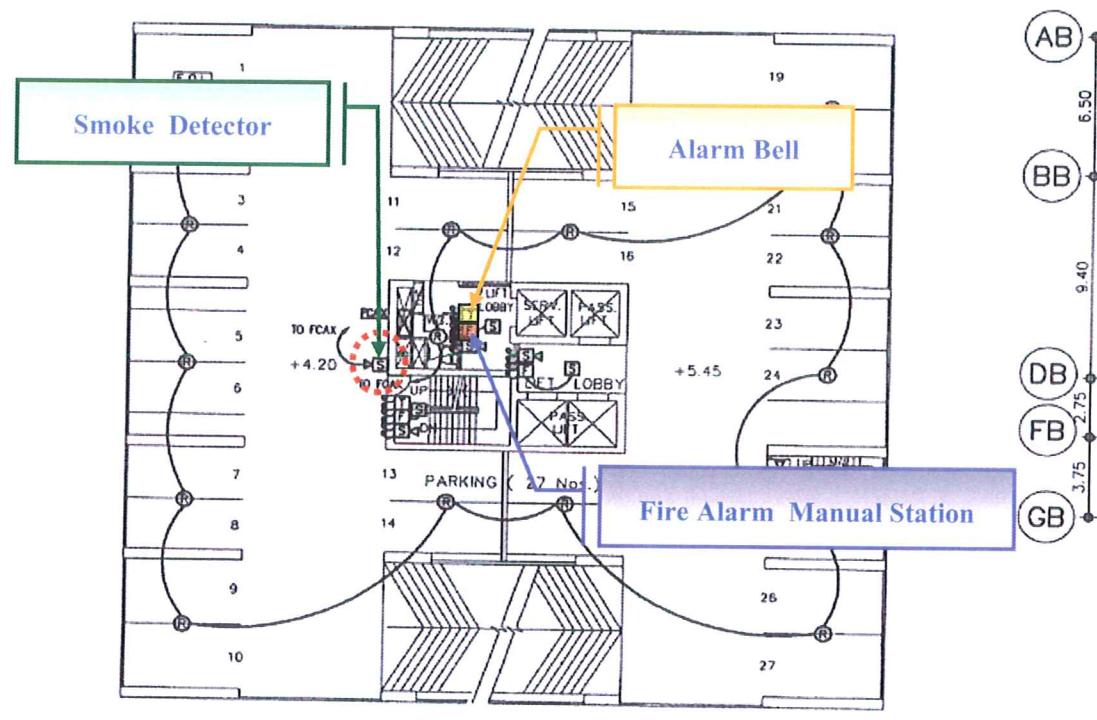 AB
6.50
BB
9.40
DB
2.75
FB
3.75
GB
Smoke Detector
Alarm Bell
Fire Alarm Manual Station
1
3
4
5
6
7
8
9
10
11
12
13
14
15
16
19
21
22
23
24
26
27
R
R
R
R
R
R
R
R
R
R
R
R
R
LIFT
LOBBY
SERV.
LIFT
PASS.
LIFT
FCAX
TO FCAX
+4.20
S
TO FCAX
UP
DN
F
S
S
F
S
S
F
S
LIFT LOBBY
S
+5.45
PASS
LIFT
PARKING ( 27 Nos.)
UP